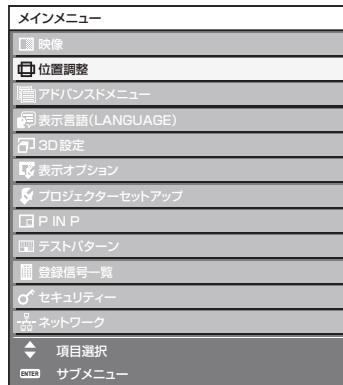 メインメニュー
映像
位置調整
アドバンスドメニュー
表示言語(LANGUAGE)
3D設定
表示オプション
プロジェクターセットアップ
P IN P
テストパターン
登録信号一覧
セキュリティー
ネットワーク
項目選択
ENTER サブメニュー